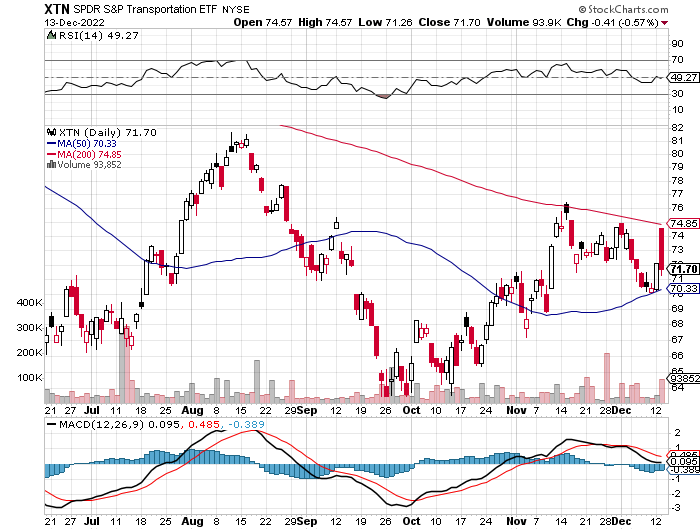 XTN SPDR S&P Transportation ETF NYSE
© StockCharts.com
13-Dec-2022
Open 74.57 High 74.57 Low 71.26 Close 71.70 Volume 93.9K Chg -0.41 (-0.57%)
RSI(14) 49.27
90
70
49.27
30
10
XTN (Daily) 71.70
MA(50) 70.33
MA(200) 74.85
Volume 93,852
82
81
80
79
78
77
76
74.85
74
73
71.70
71
70.33
69
68
67
66
65
64
93852
400K
300K
200K
100K
21 27 Jul 11 18 25 Aug 8 15 22 29 Sep 12 19 26 Oct 10 17 24 Nov 7 14 21 28 Dec 12
MACD(12,26,9) 0.095, 0.485, -0.389
2
1
0.485
0.095
-0.389
-1
-2
-3
21 27 Jul 11 18 25 Aug 8 15 22 29 Sep 12 19 26 Oct 10 17 24 Nov 7 14 21 28 Dec 12